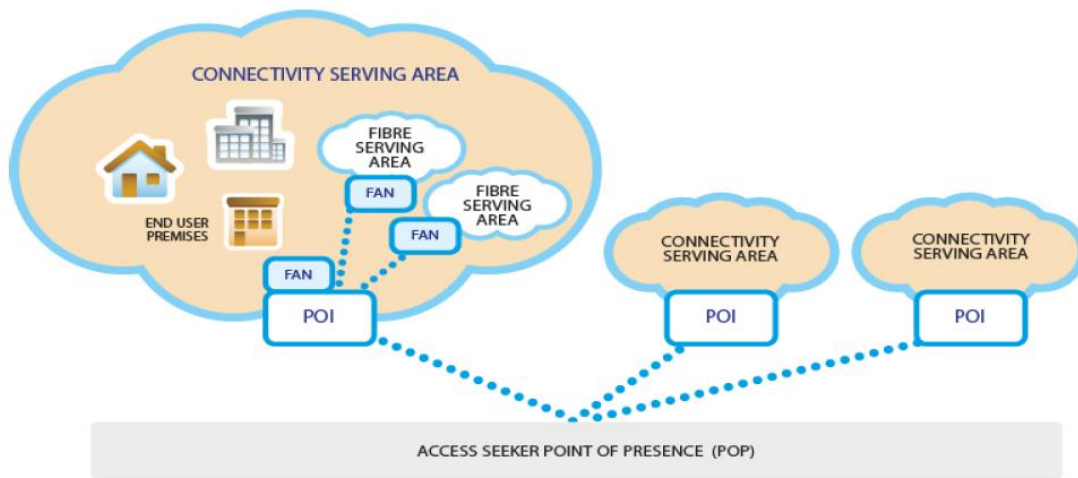 CONNECTIVITY SERVING AREA
FIBRE
SERVING
AREA
FAN
FIBRE
SERVING
AREA
FAN
END USER
PREMISES
FAN
POI
CONNECTIVITY
SERVING AREA
POI
CONNECTIVITY
SERVING AREA
POI
ACCESS SEEKER POINT OF PRESENCE (POP)